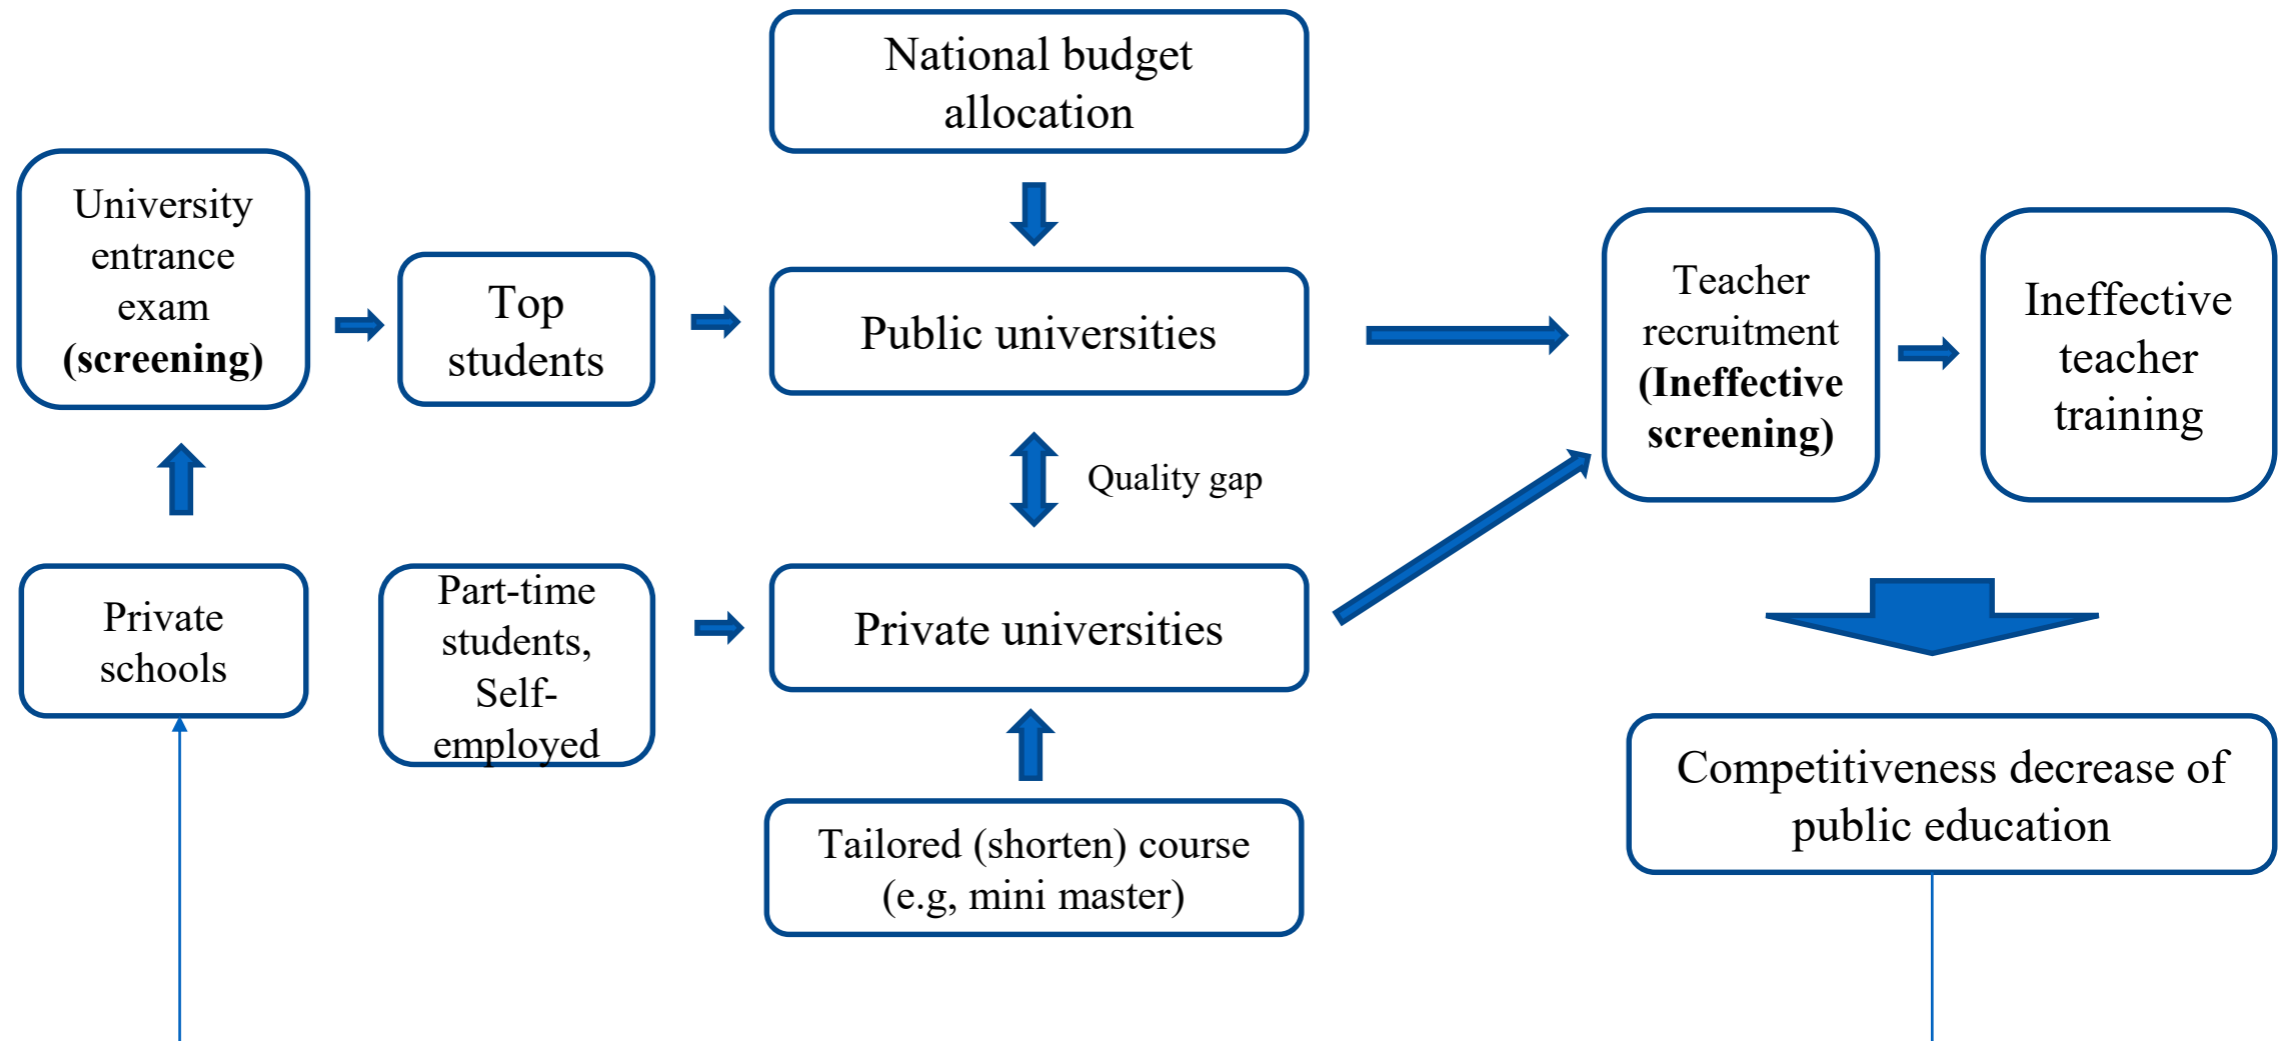 National budget
allocation
University
entrance
exam
(screening)
Top
students
Public universities
Teacher
recruitment
(Ineffective
screening)
Ineffective
teacher
training
Quality gap
Private
schools
Part-time
students,
Self-
employed
Private universities
Tailored (shorten) course
(e.g, mini master)
Competitiveness decrease of
public education